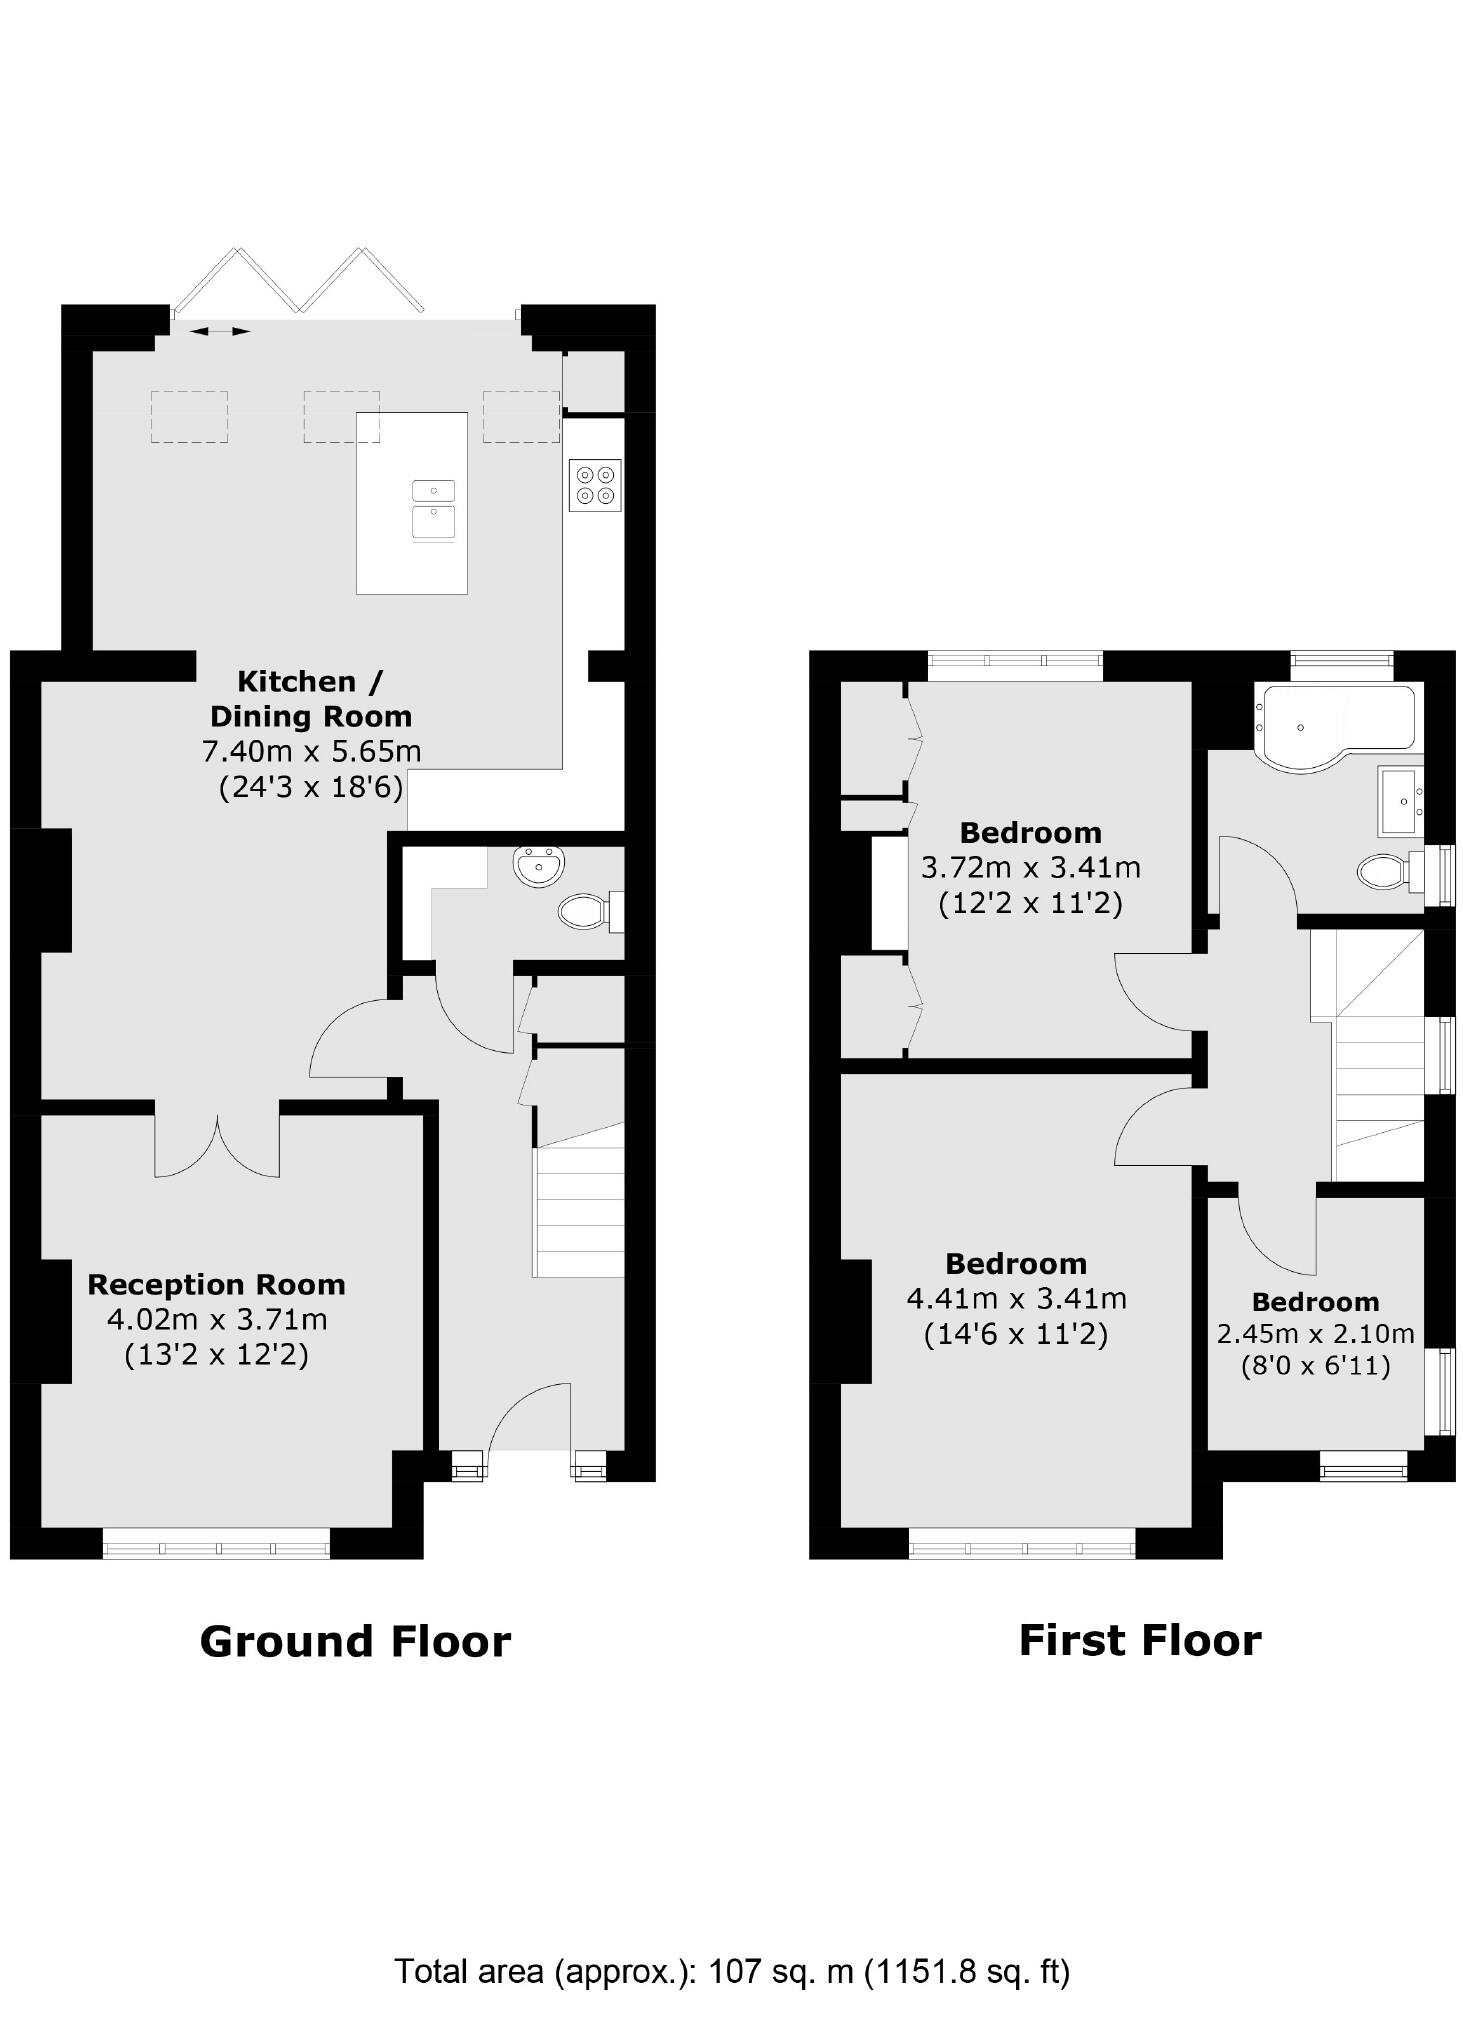 Kitchen /
Dining Room
7.40m x 5.65m
(24'3 x 18'6)
Reception Room
4.02m x 3.71m
(13'2 x 12'2)
Ground Floor
Bedroom
3.72m x 3.41m
(12'2 x 11'2)
Bedroom
4.41m x 3.41m
(14'6 x 11'2)
Bedroom
2.45m x 2.10m
(8'0 x 6'11)
First Floor
Total area (approx.): 107 sq. m (1151.8 sq. ft)